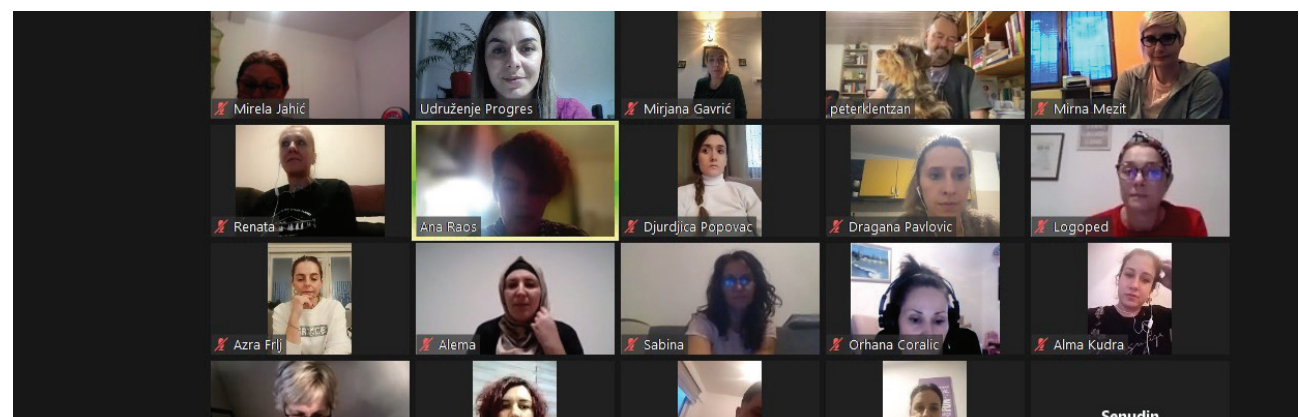 Mirela Jahić
Udruženje Progres
Mirjana Gavrić
peterklentzan
Mirna Mezit
Renata
Ana Raos
Djurdjica Popovac
Dragana Pavlovic
Logoped
Azra Frlj
Alema
Sabina
Orhana Coralic
Alma Kudra
Senudin